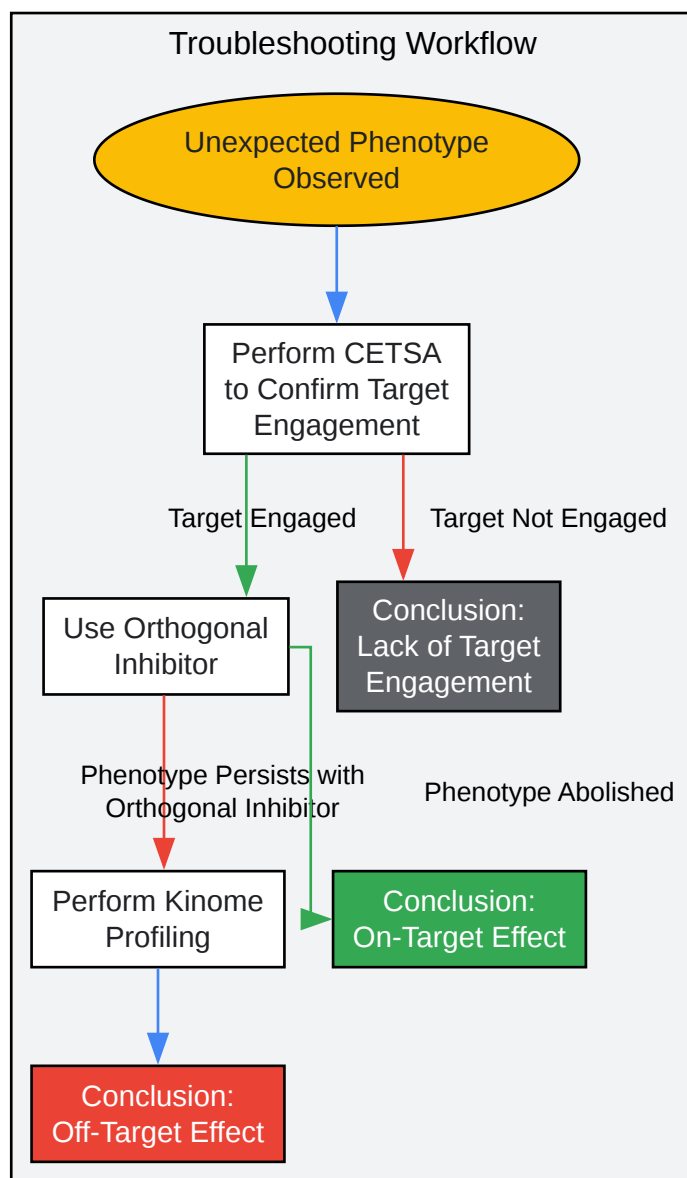 Troubleshooting Workflow
Unexpected Phenotype
Observed
Perform CETSA
to Confirm Target
Engagement
Target Engaged
Target Not Engaged
Use Orthogonal
Inhibitor
Conclusion:
Lack of Target
Engagement
Phenotype Persists with
Orthogonal Inhibitor
Phenotype Abolished
Perform Kinome
Profiling
Conclusion:
On-Target Effect
Conclusion:
Off-Target Effect